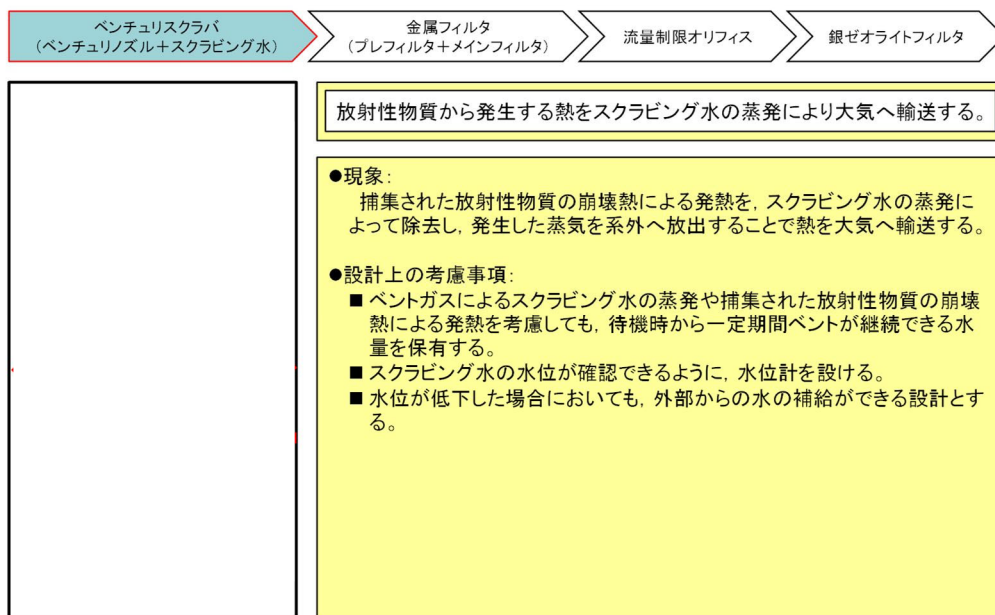 ベンチュリスクラバ
(ベンチュリノズル+スクラビング水)
金属フィルタ
(プレフィルタ+メインフィルタ)
流量制限オリフィス
銀ゼオライトフィルタ
放射性物質から発生する熱をスクラビング水の蒸発により大気へ輸送する。
●現象:
捕集された放射性物質の崩壊熱による発熱を,スクラビング水の蒸発に
よって除去し,発生した蒸気を系外へ放出することで熱を大気へ輸送する。
●設計上の考慮事項:
■ ベントガスによるスクラビング水の蒸発や捕集された放射性物質の崩壊
熱による発熱を考慮しても,待機時から一定期間ベントが継続できる水
量を保有する。
■ スクラビング水の水位が確認できるように,水位計を設ける。
■ 水位が低下した場合においても,外部からの水の補給ができる設計とす
る。